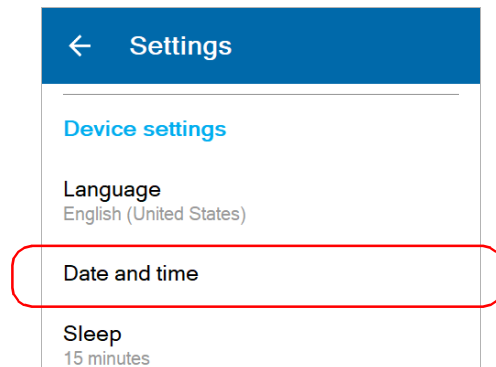 Settings
Device settings
Language
English (United States)
Date and time
Sleep
15 minutes